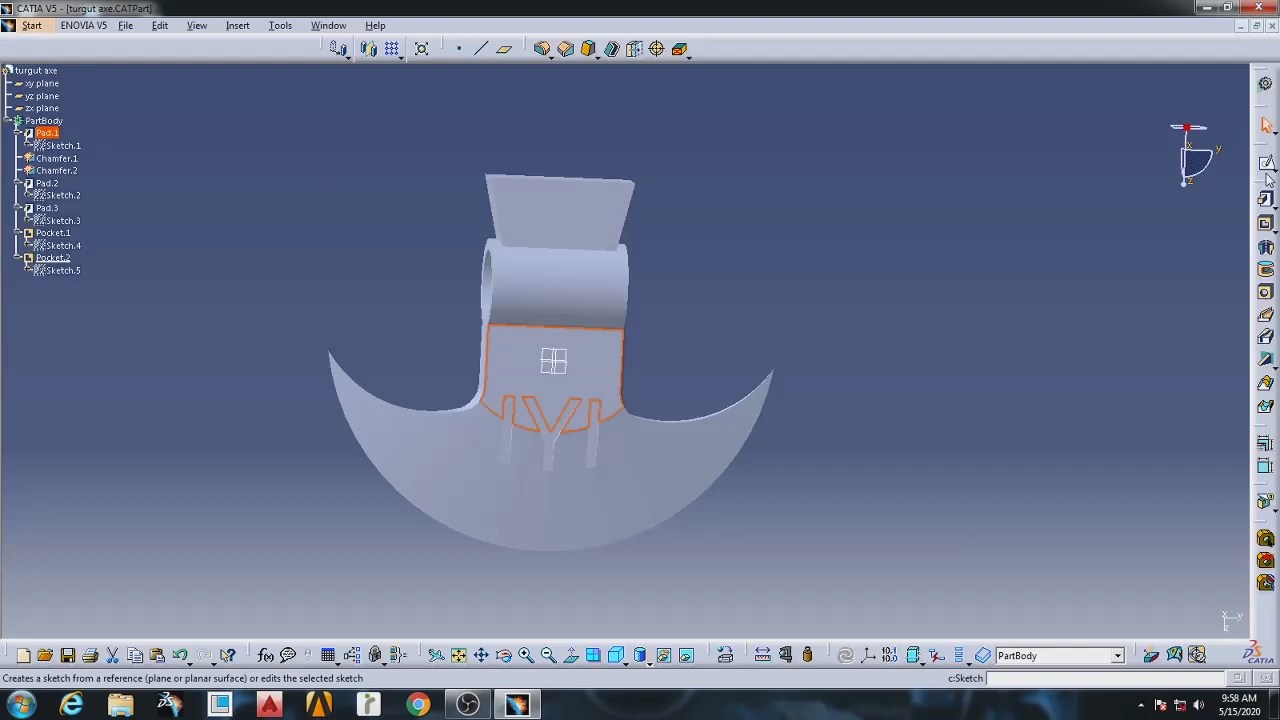 CATIA V5 - [turgut axe.CATPart]
Start ENOVIA V5 File Edit View Insert Tools Window Help
turgut axe
xy plane
yz plane
zx plane
PartBody
Pad.1
Sketch.1
Chamfer.1
Chamfer.2
Pad.2
Sketch.2
Pad.3
Sketch.3
Pocket.1
Sketch.4
Pocket.2
Sketch.5
x
y
z
x
y
z
PartBody
Creates a sketch from a reference (plane or planar surface) or edits the selected sketch
c:Sketch
9:58 AM
5/15/2020